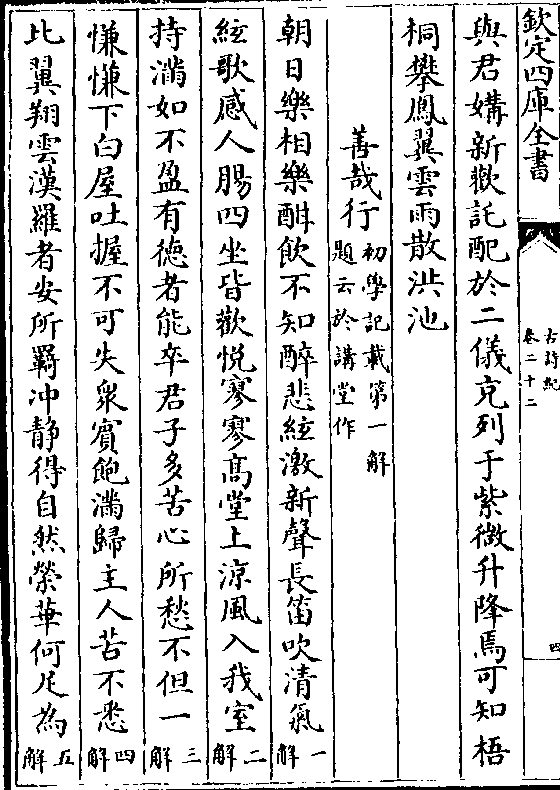 欽定四庫全書
古詩紀
卷二十二
四
與君媾新歡託配於二儀充列于紫微升降焉可知梧
桐攀鳳翼雲雨散洪池
善哉行初學記載第一解
題云於講堂作
朝日樂相樂酣飲不知醉悲絃激新聲長笛吹清氣一解
絃歌感人腸四坐皆歡悅寥寥高堂上涼風入我室二解
持滿如不盈有德者能卒君子多苦心所愁不但一三解
慊慊下白屋吐握不可失衆賓飽滿歸主人苦不悉四解
比翼翔雲漢羅者安所羈冲靜得自然榮華何足為五解